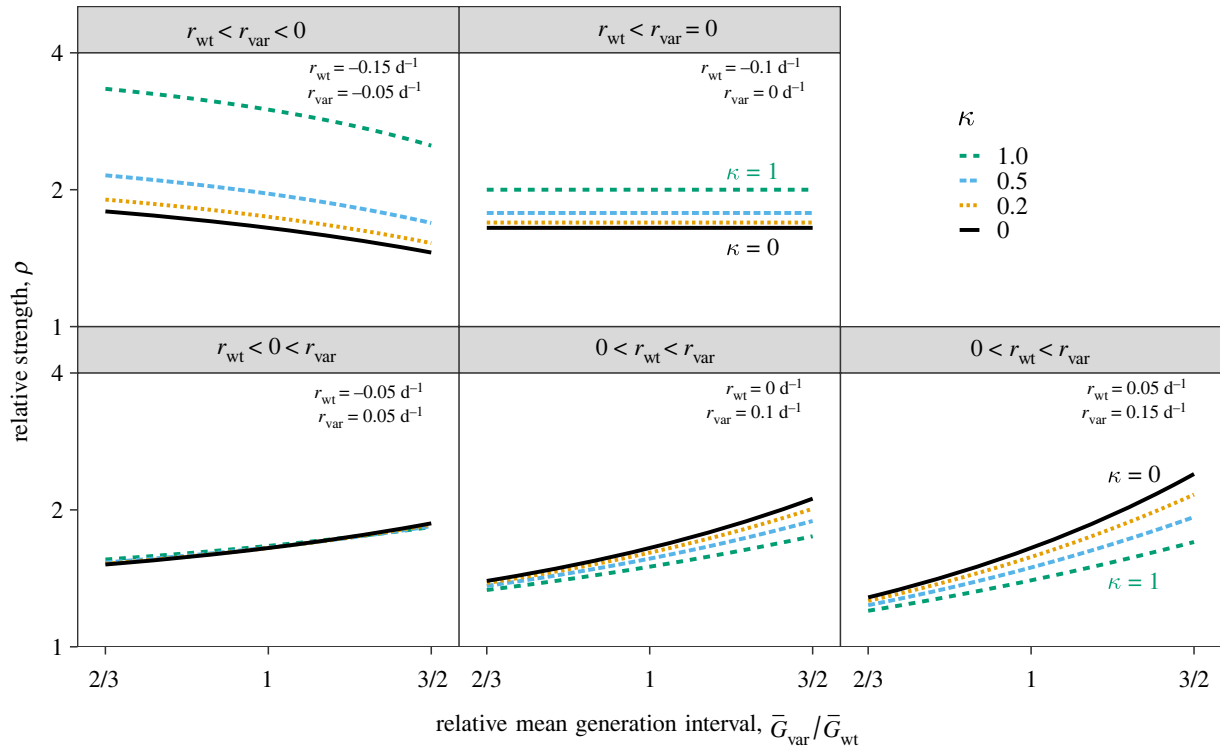 r_wt < r_var < 0
r_wt < r_var = 0
4
r_wt = –0.15 d⁻¹
r_var = –0.05 d⁻¹
r_wt = –0.1 d⁻¹
r_var = 0 d⁻¹
κ
1.0
0.5
0.2
0
2
κ = 1
κ = 0
1
relative strength, ρ
r_wt < 0 < r_var
0 < r_wt < r_var
0 < r_wt < r_var
4
r_wt = –0.05 d⁻¹
r_var = 0.05 d⁻¹
r_wt = 0 d⁻¹
r_var = 0.1 d⁻¹
r_wt = 0.05 d⁻¹
r_var = 0.15 d⁻¹
κ = 0
2
κ = 1
1
2/3 1 3/2 2/3 1 3/2 2/3 1 3/2
relative mean generation interval, G̅_var/G̅_wt